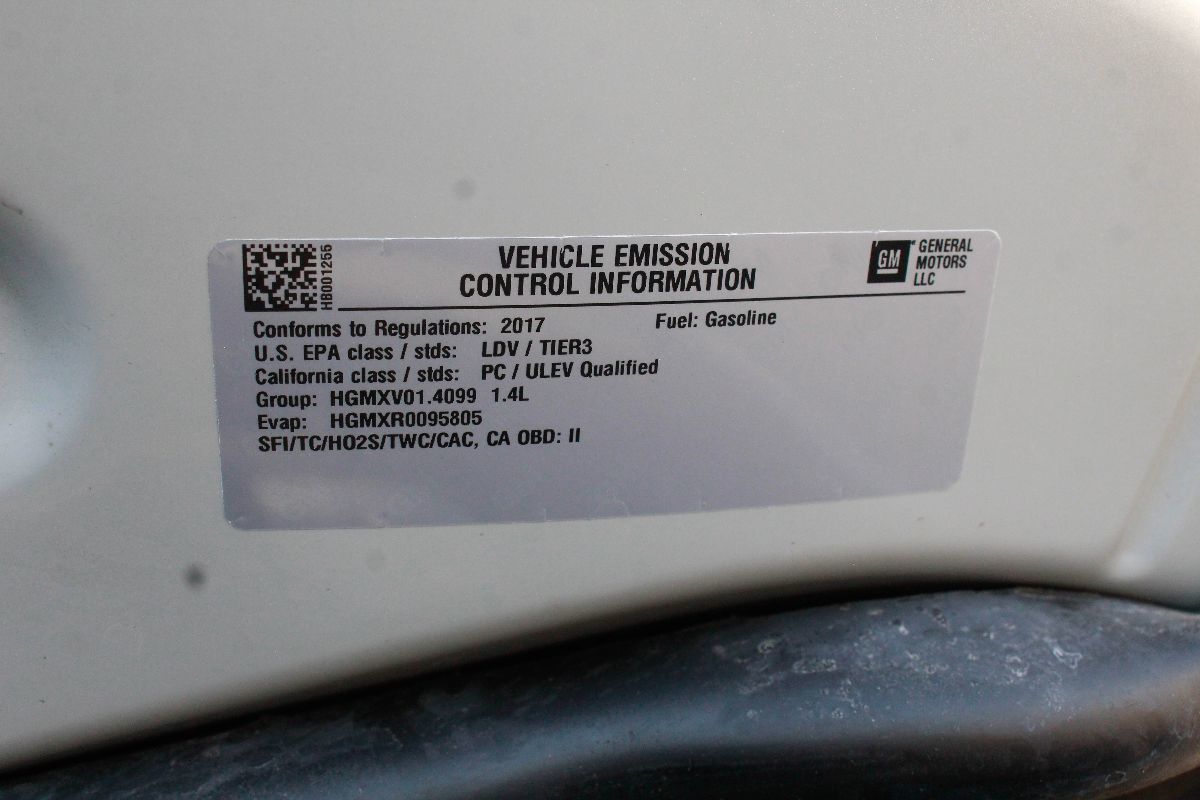 HB001255
VEHICLE EMISSION
CONTROL INFORMATION
GM
GENERAL
MOTORS
LLC
Conforms to Regulations: 2017 Fuel: Gasoline
U.S. EPA class / stds: LDV / TIER3
California class / stds: PC / ULEV Qualified
Group: HGMXV01.4099 1.4L
Evap: HGMXR0095805
SFI/TC/HO2S/TWC/CAC, CA OBD: II